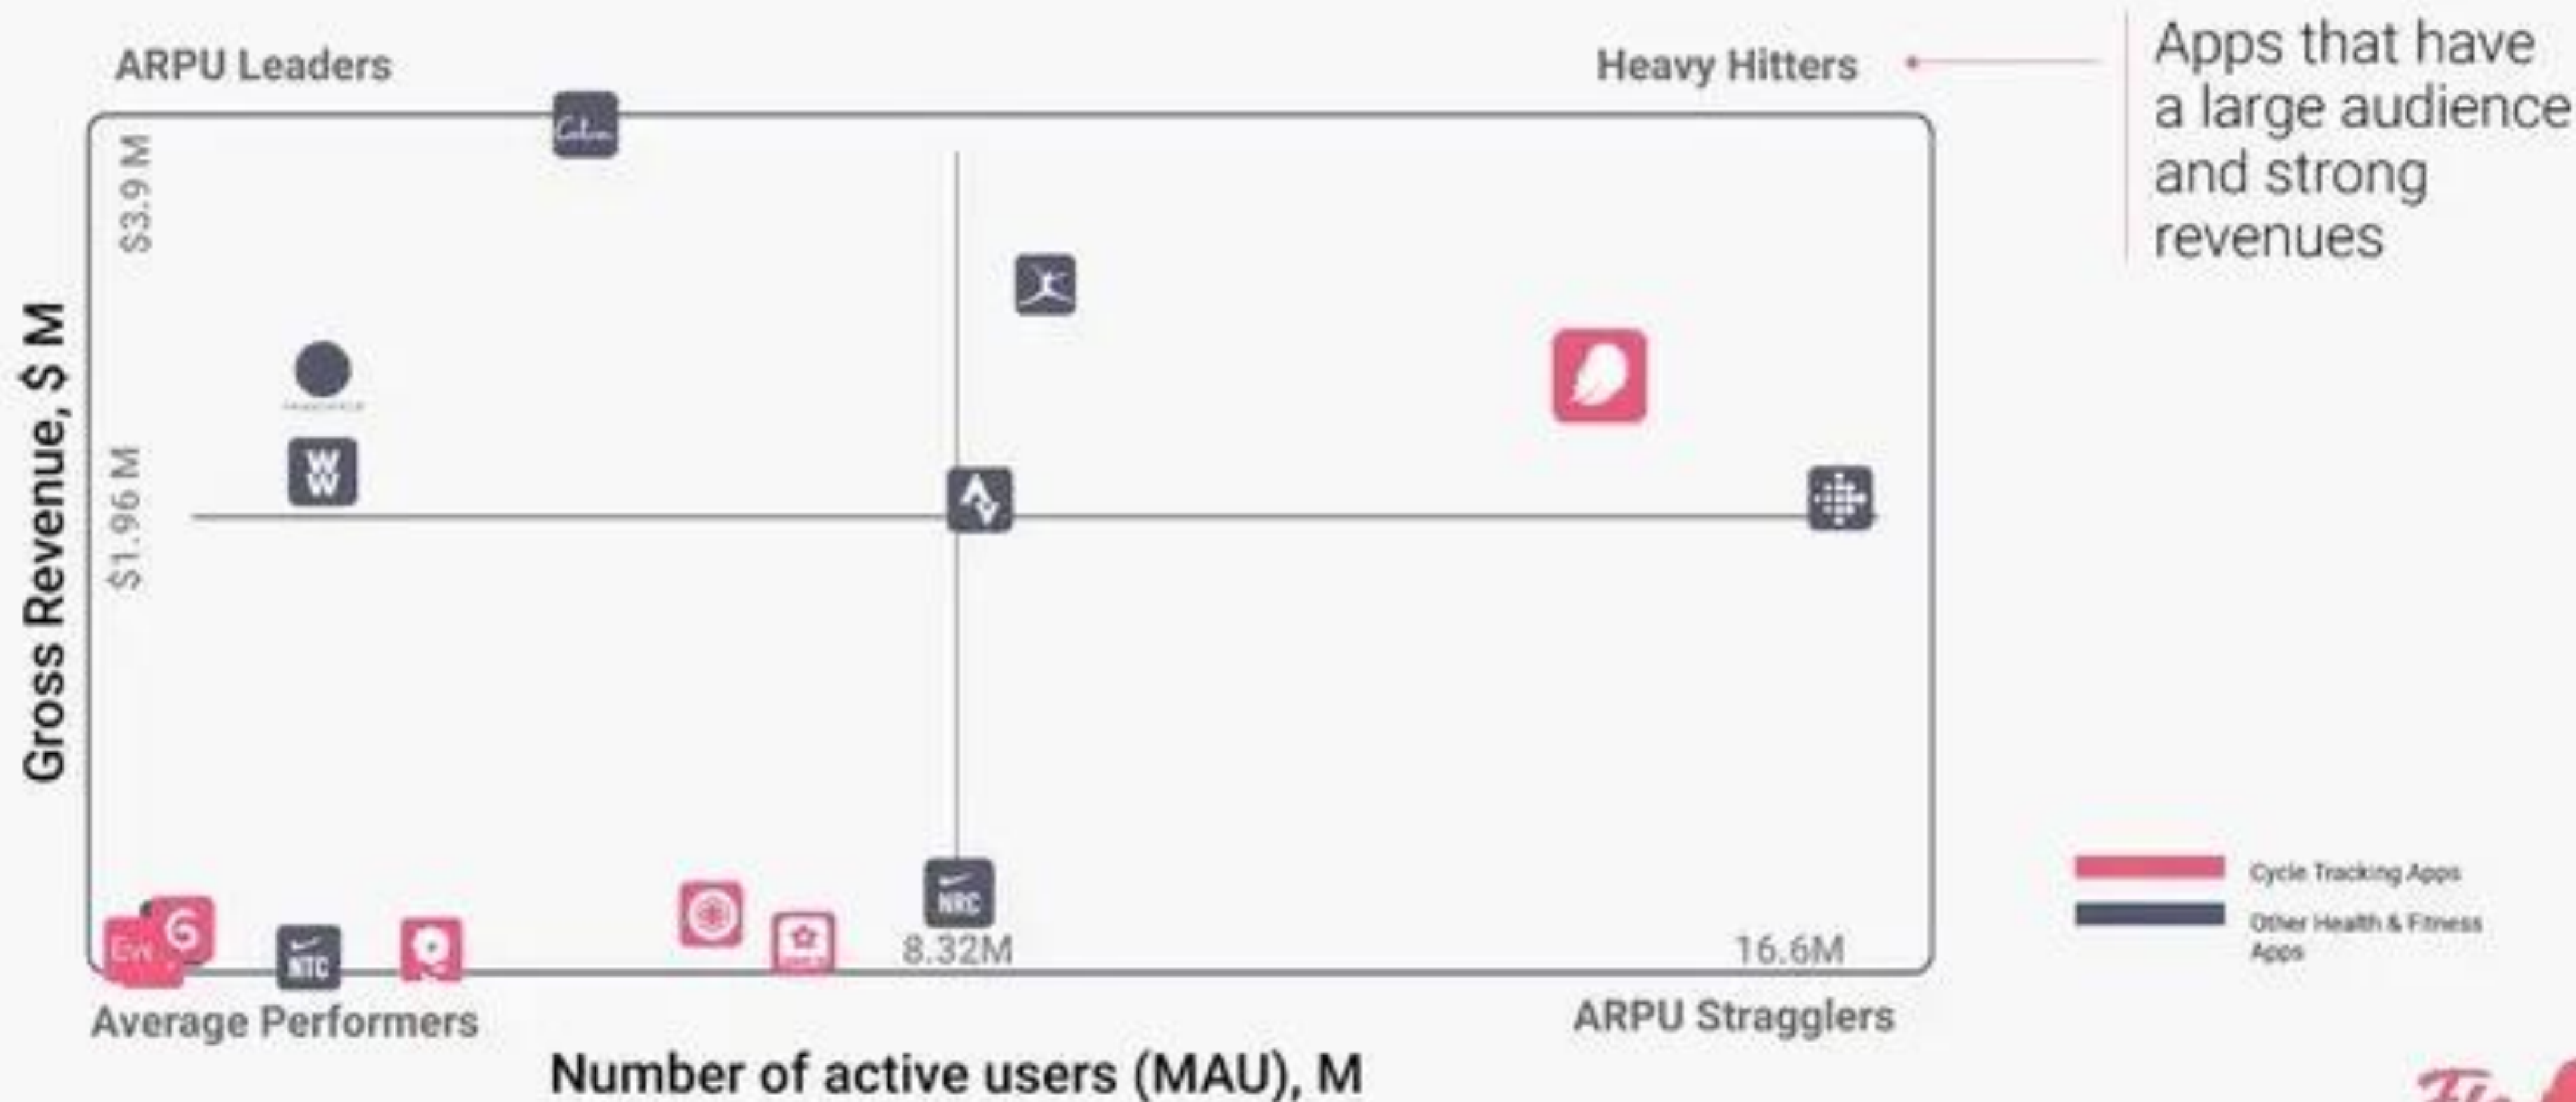 ARPU Leaders
Heavy Hitters
Apps that have
a large audience
and strong
revenues
$3.9 M
$1.96 M
Gross Revenue, $ M
Calm
W
W
NRC
NTC
8.32M
16.6M
Cycle Tracking Apps
Other Health & Fitness
Apps
Average Performers
ARPU Stragglers
Number of active users (MAU), M